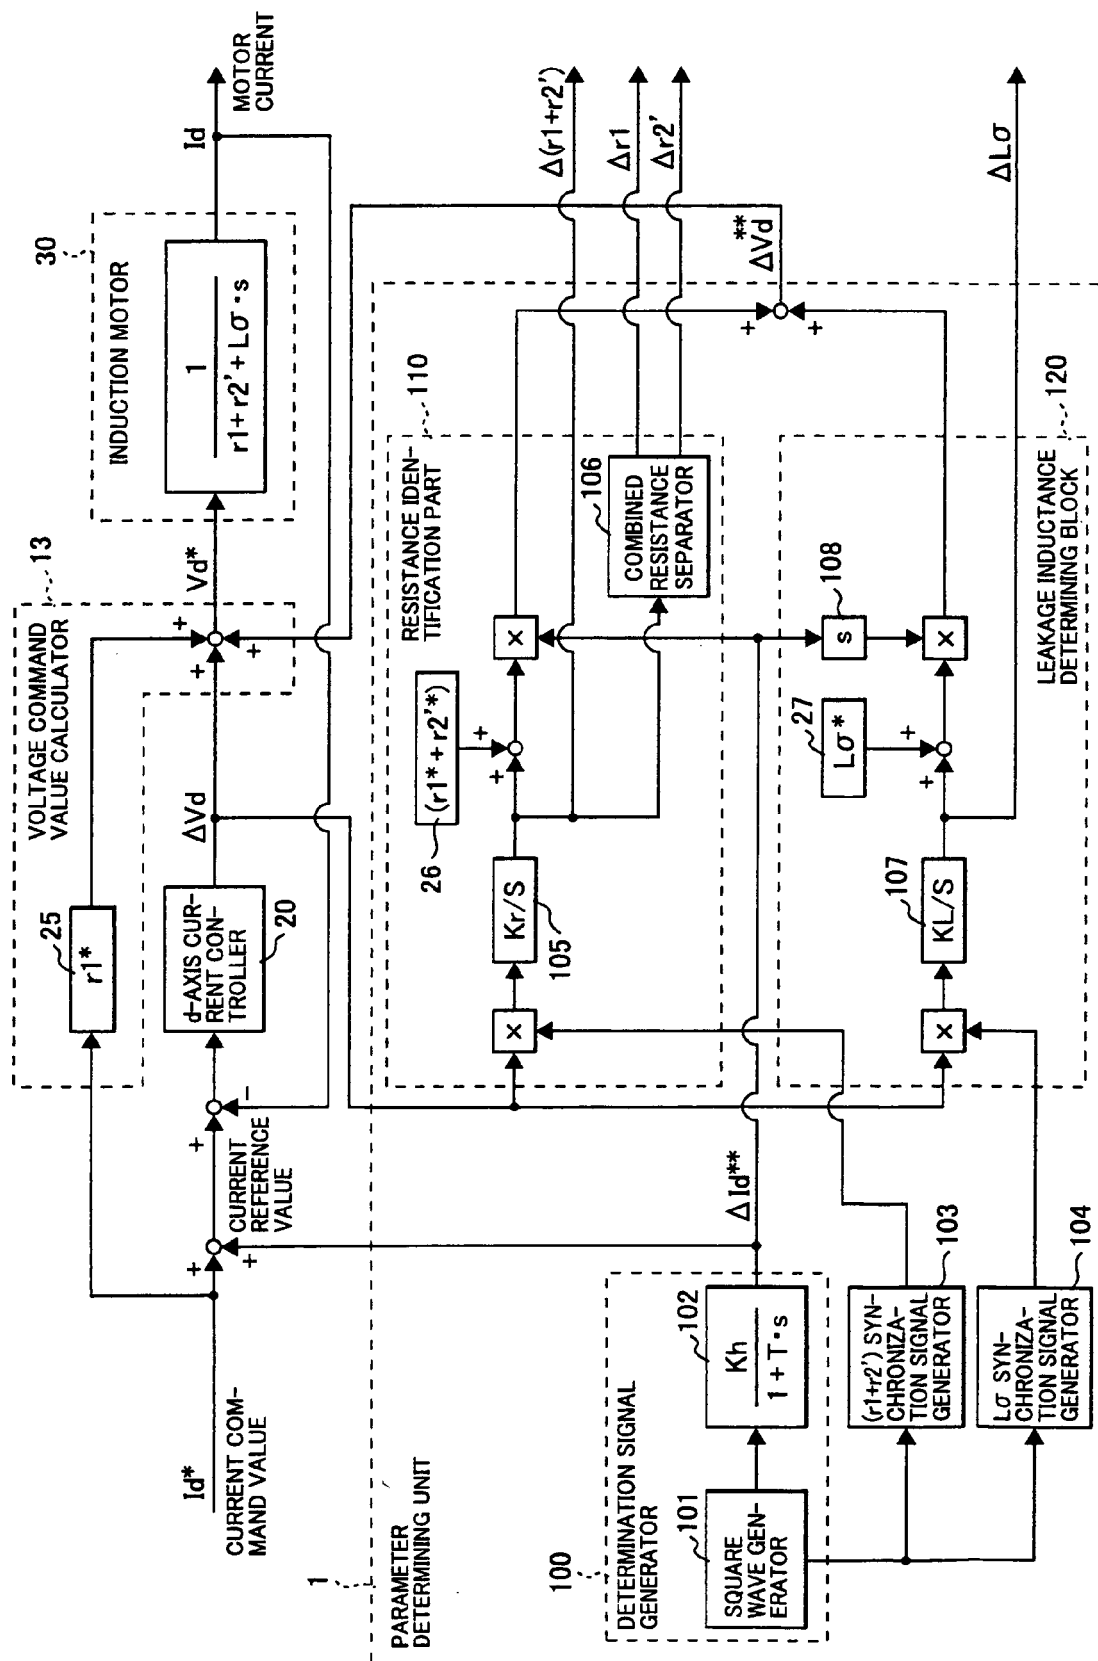 Id*
CURRENT COM-
MAND VALUE
+
+
CURRENT
REFERENCE
VALUE
+
-
25
r1*
d-AXIS CUR-
RENT CON-
TROLLER
20
VOLTAGE COMMAND
VALUE CALCULATOR
13
ΔVd
+
+
+
Vd*
INDUCTION MOTOR
30
1
r1+r2'+Lσ･s
Id
MOTOR
CURRENT
1
PARAMETER
DETERMINING UNIT
100
DETERMINATION SIGNAL
GENERATOR
101
SQUARE
WAVE GEN-
ERATOR
102
Kh
1+T･s
ΔId**
(r1+r2') SYN-
CHRONIZA-
TION SIGNAL
GENERATOR
103
Lσ SYN-
CHRONIZA-
TION SIGNAL
GENERATOR
104
RESISTANCE IDEN-
TIFICATION PART
110
×
Kr/S
105
26
(r1*+r2'*)
+
+
×
106
COMBINED
RESISTANCE
SEPARATOR
×
KL/S
107
27
Lσ*
+
+
s
108
×
LEAKAGE INDUCTANCE
DETERMINING BLOCK
120
+
+
ΔVd**
Δ(r1+r2')
Δr1
Δr2'
ΔLσ